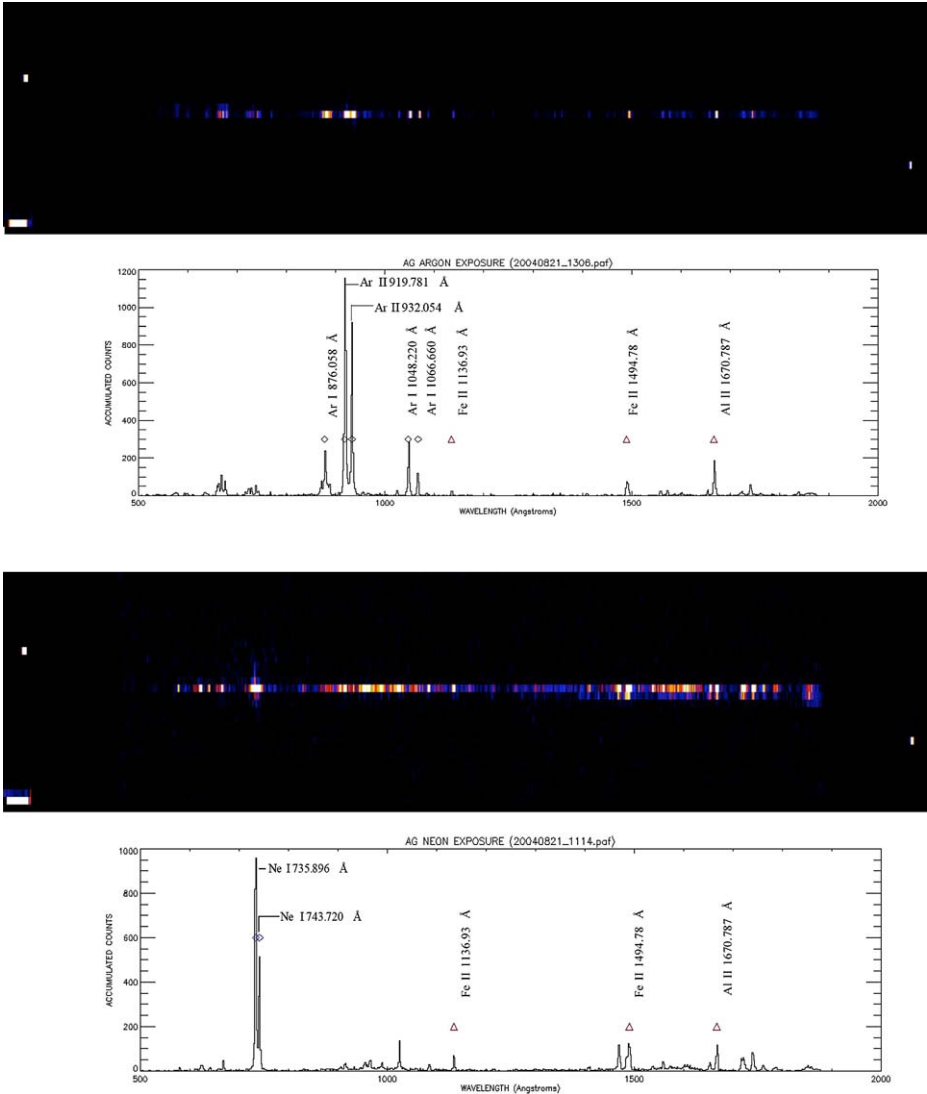 AG ARGON EXPOSURE (20040821_1306.paf)
1200
1000
800
600
400
200
0
ACCUMULATED COUNTS
Ar II 919.781 Å
Ar II 932.054 Å
Ar I 876.058 Å
Ar I 1048.220 Å
Ar I 1066.660 Å
Fe II 1136.93 Å
Fe II 1494.78 Å
Al II 1670.787 Å
500
1000
1500
2000
WAVELENGTH (Angstroms)
AG NEON EXPOSURE (20040821_1114.paf)
1000
800
600
400
200
0
ACCUMULATED COUNTS
Ne I 735.896 Å
Ne I 743.720 Å
Fe II 1136.93 Å
Fe II 1494.78 Å
Al II 1670.787 Å
500
1000
1500
2000
WAVELENGTH (Angstroms)